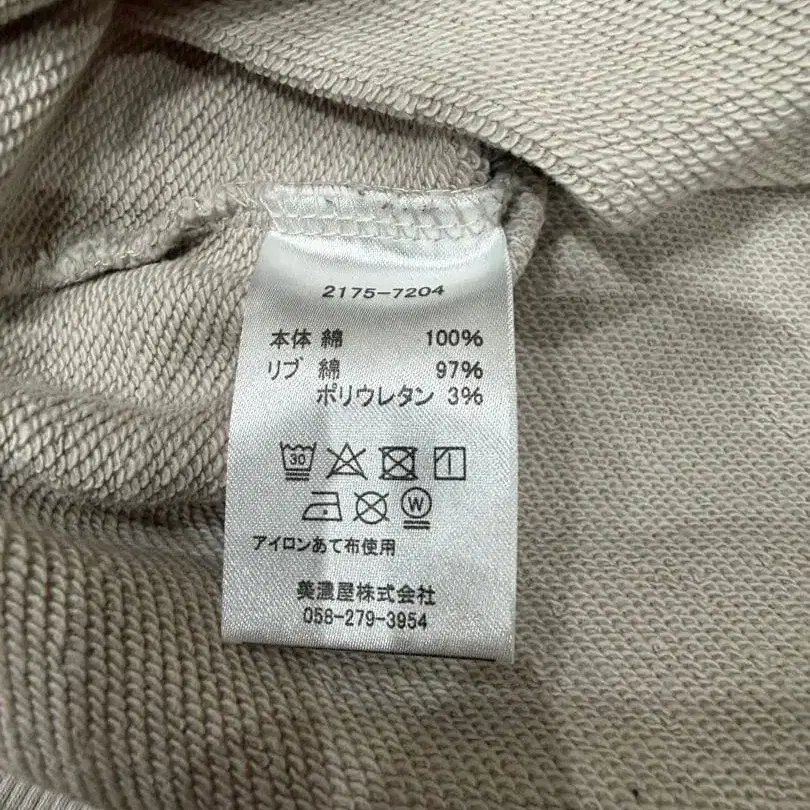 2175-7204
本体 綿 100%
リブ 綿 97%
ポリウレタン 3%
30
W
アイロンあて布使用
美濃屋株式会社
058-279-3954